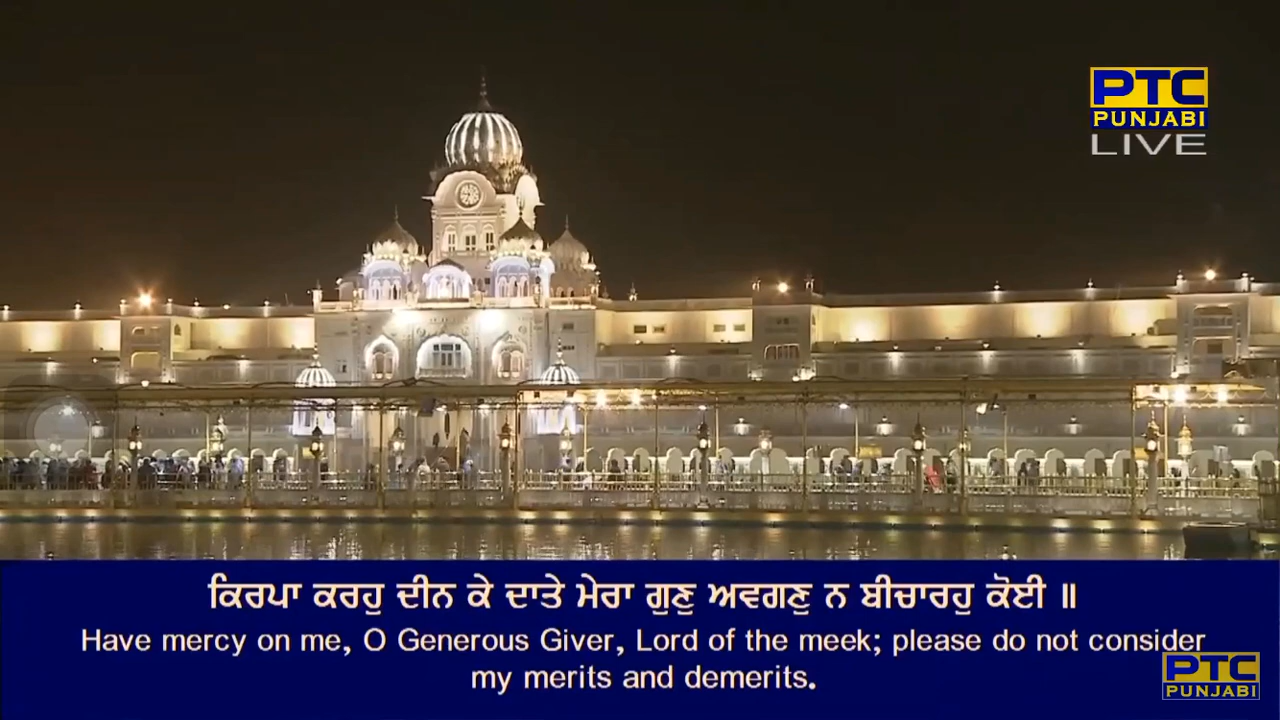 PTC
PUNJABI
LIVE
ਕਿਰਪਾ ਕਰਹੁ ਦੀਨ ਕੇ ਦਾਤੇ ਮੇਰਾ ਗੁਣੁ ਅਵਗਣੁ ਨ ਬੀਚਾਰਹੁ ਕੋਈ ॥
Have mercy on me, O Generous Giver, Lord of the meek; please do not consider
my merits and demerits.
PTC
PUNJABI